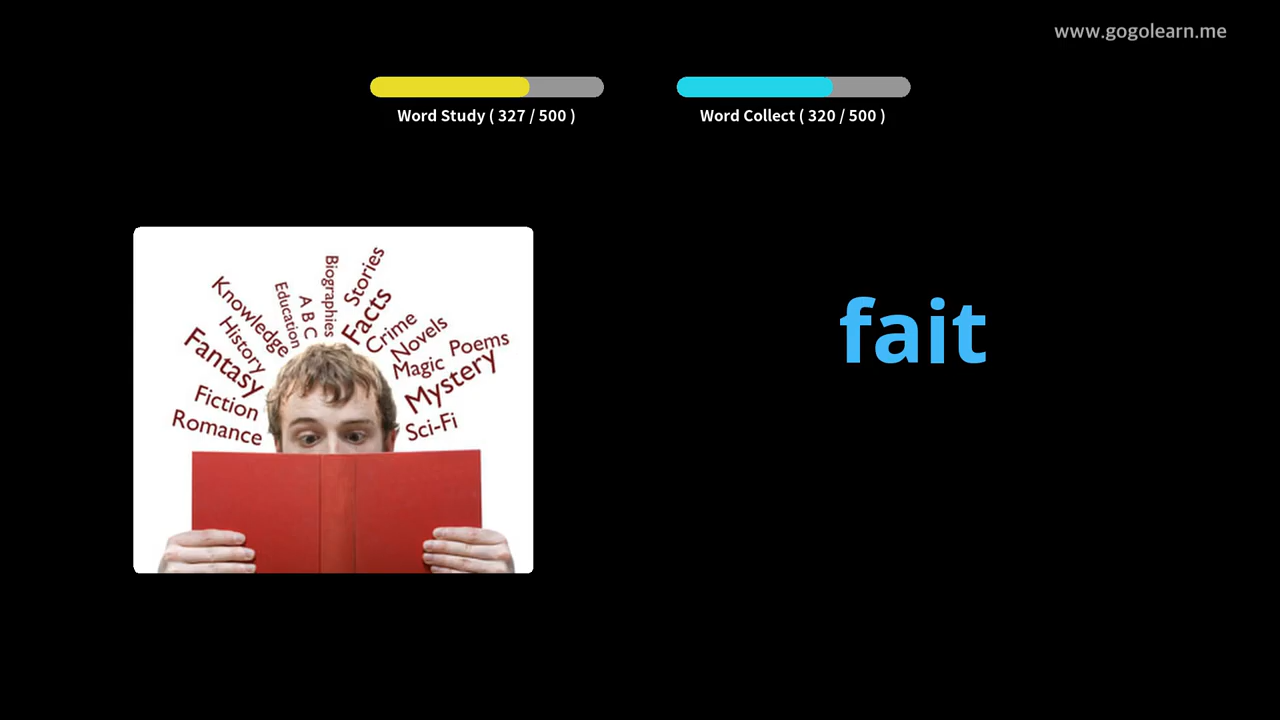 www.gogolearn.me
Word Study ( 327 / 500 )
Word Collect ( 320 / 500 )
Stories
Biographies
A B C
Education
Facts
Knowledge
Crime
History
Novels
Fantasy
Poems
Magic
Mystery
Fiction
Romance
Sci-Fi
fait